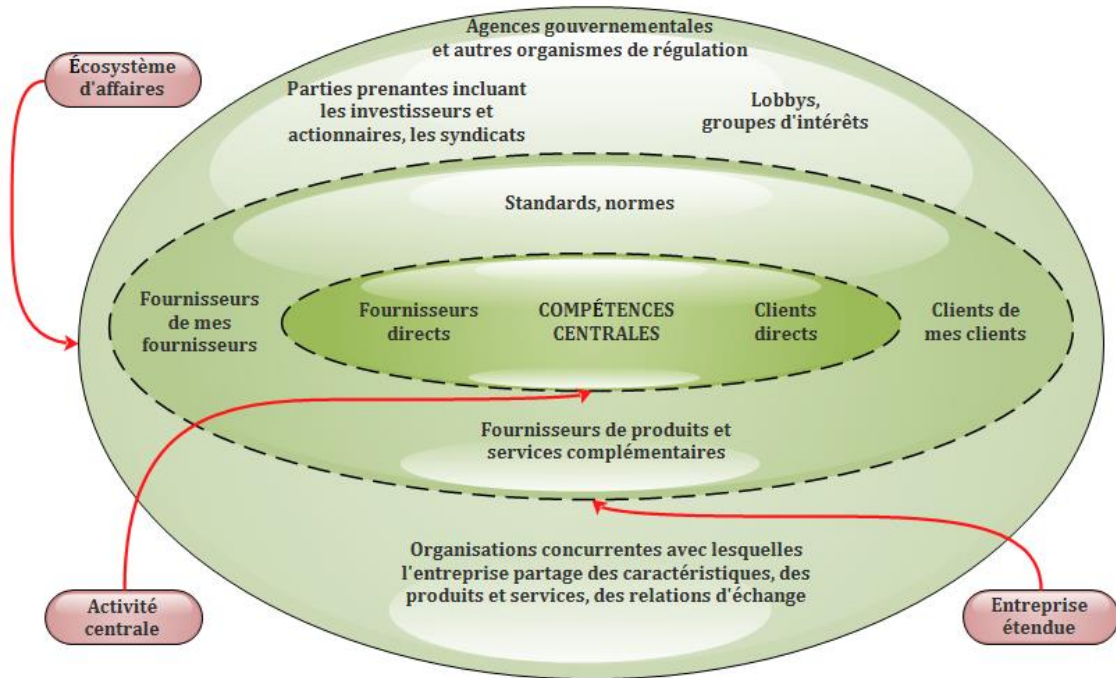 Agences gouvernementales
et autres organismes de régulation
Écosystème
d'affaires
Parties prenantes incluant
les investisseurs et
actionnaires, les syndicats
Lobbys,
groupes d'intérêts
Standards, normes
Fournisseurs
de mes
fournisseurs
Fournisseurs
directs
COMPÉTENCES
CENTRALES
Clients
directs
Clients de
mes clients
Fournisseurs de produits et
services complémentaires
Organisations concurrentes avec lesquelles
l'entreprise partage des caractéristiques, des
produits et services, des relations d'échange
Activité
centrale
Entreprise
étendue